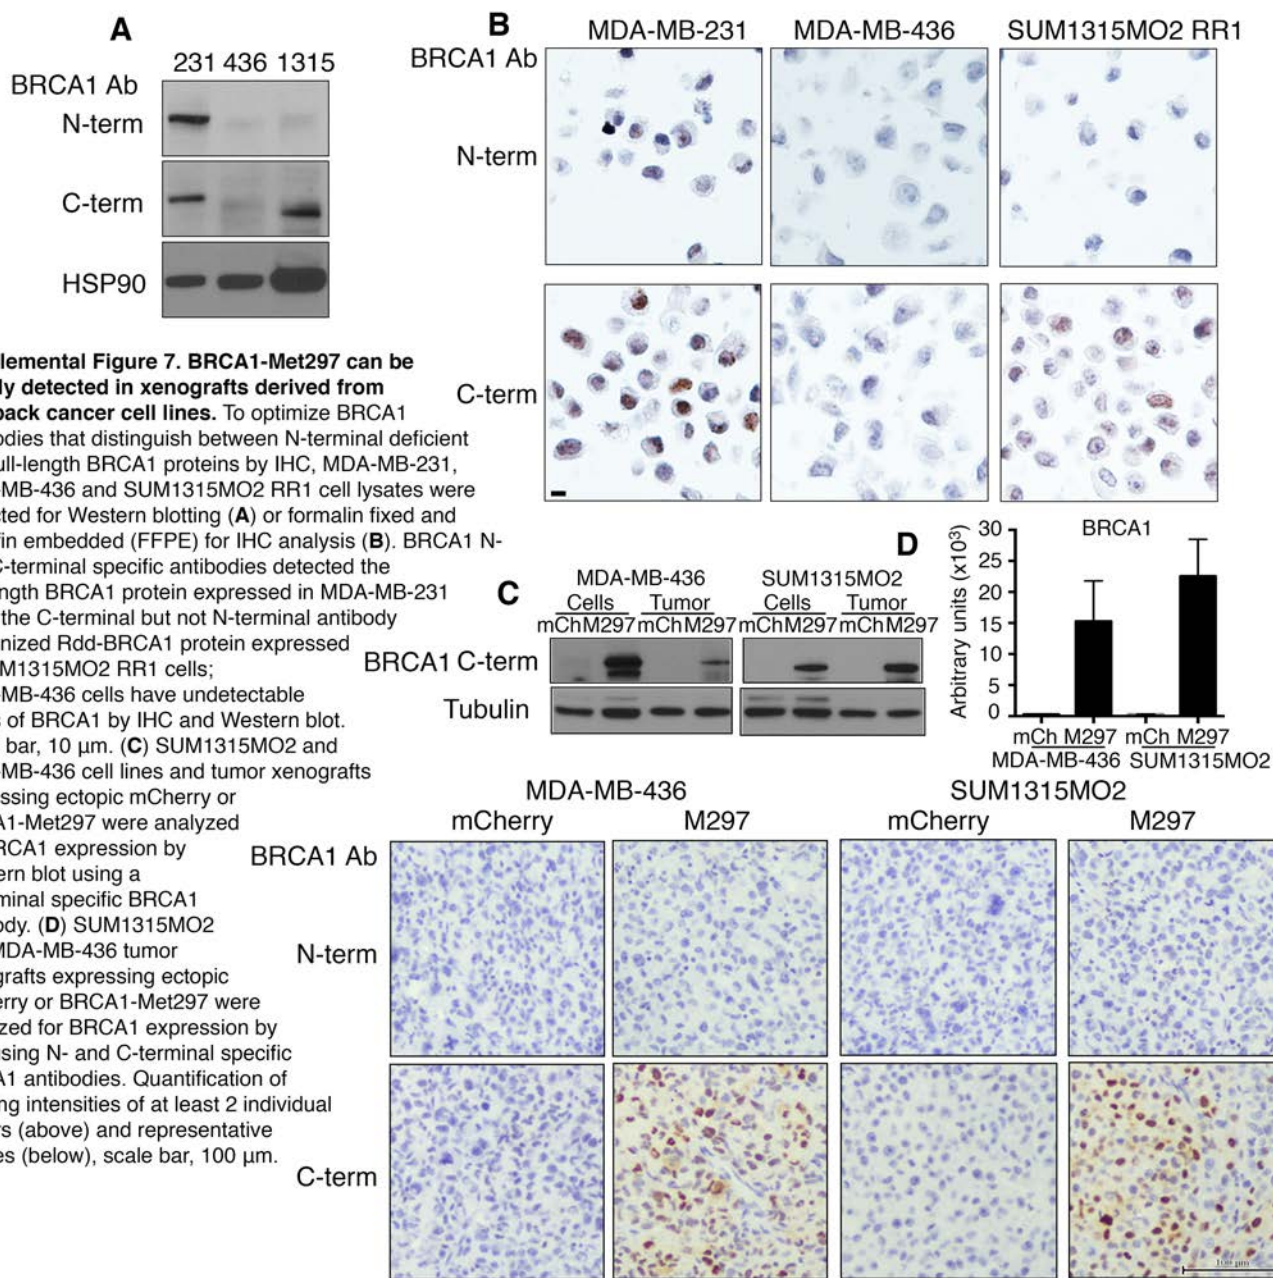 A
231 436 1315
BRCA1 Ab
N-term
C-term
HSP90
B
MDA-MB-231 MDA-MB-436 SUM1315MO2 RR1
BRCA1 Ab
N-term
C-term
lemental Figure 7. BRCA1-Met297 can be
ly detected in xenografts derived from
back cancer cell lines. To optimize BRCA1
odies that distinguish between N-terminal deficient
ull-length BRCA1 proteins by IHC, MDA-MB-231,
-MB-436 and SUM1315MO2 RR1 cell lysates were
cted for Western blotting (A) or formalin fixed and
fin embedded (FFPE) for IHC analysis (B). BRCA1 N-
C-terminal specific antibodies detected the
ngth BRCA1 protein expressed in MDA-MB-231
the C-terminal but not N-terminal antibody
nized Rdd-BRCA1 protein expressed
M1315MO2 RR1 cells;
-MB-436 cells have undetectable
s of BRCA1 by IHC and Western blot.
bar, 10 µm. (C) SUM1315MO2 and
-MB-436 cell lines and tumor xenografts
essing ectopic mCherry or
A1-Met297 were analyzed
RCA1 expression by
ern blot using a
minal specific BRCA1
ody. (D) SUM1315MO2
MDA-MB-436 tumor
grafts expressing ectopic
erry or BRCA1-Met297 were
zed for BRCA1 expression by
using N- and C-terminal specific
A1 antibodies. Quantification of
ng intensities of at least 2 individual
rs (above) and representative
es (below), scale bar, 100 µm.
C
MDA-MB-436 SUM1315MO2
Cells Tumor Cells Tumor
mCh M297 mCh M297 mCh M297 mCh M297
BRCA1 C-term
Tubulin
D
BRCA1
Arbitrary units (x10³)
30
25
20
15
10
5
0
mCh M297 mCh M297
MDA-MB-436 SUM1315MO2
MDA-MB-436 SUM1315MO2
mCherry M297 mCherry M297
BRCA1 Ab
N-term
C-term
100 µm